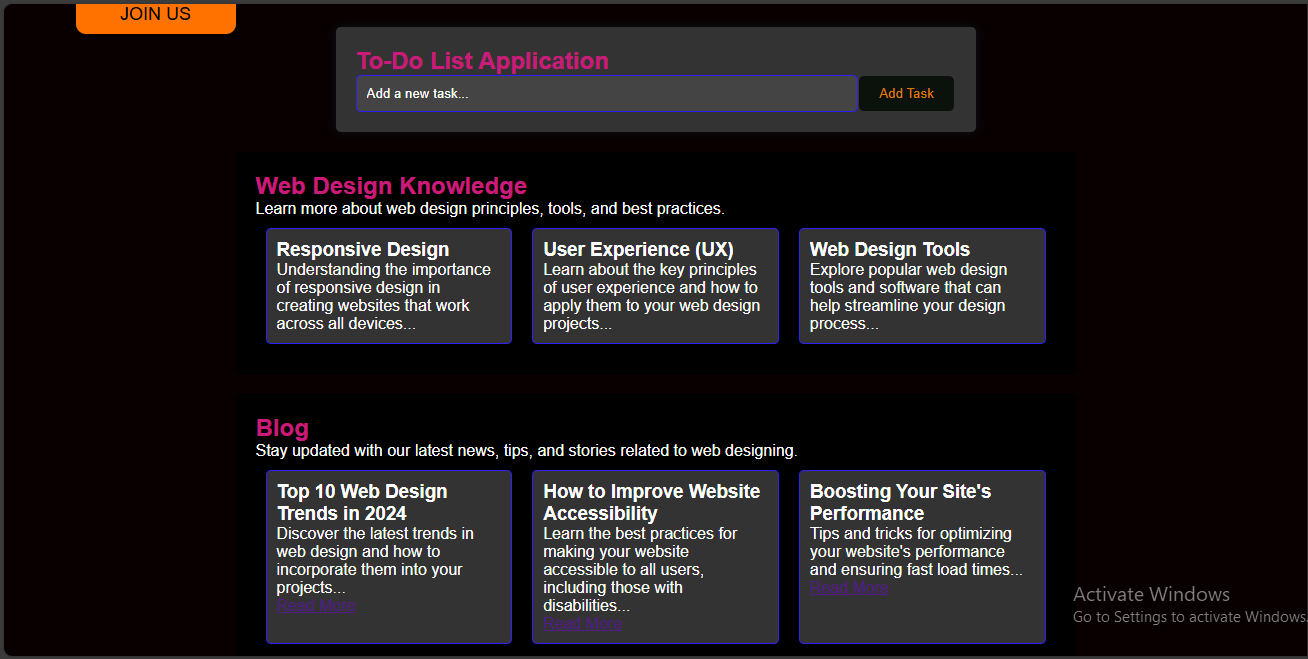 JOIN US
To-Do List Application
Add a new task...
Add Task
Web Design Knowledge
Learn more about web design principles, tools, and best practices.
Responsive Design
Understanding the importance
of responsive design in
creating websites that work
across all devices...
User Experience (UX)
Learn about the key principles
of user experience and how to
apply them to your web design
projects...
Web Design Tools
Explore popular web design
tools and software that can
help streamline your design
process...
Blog
Stay updated with our latest news, tips, and stories related to web designing.
Top 10 Web Design
Trends in 2024
Discover the latest trends in
web design and how to
incorporate them into your
projects...
Read More
How to Improve Website
Accessibility
Learn the best practices for
making your website
accessible to all users,
including those with
disabilities...
Read More
Boosting Your Site's
Performance
Tips and tricks for optimizing
your website's performance
and ensuring fast load times...
Read More
Activate Windows
Go to Settings to activate Windows.